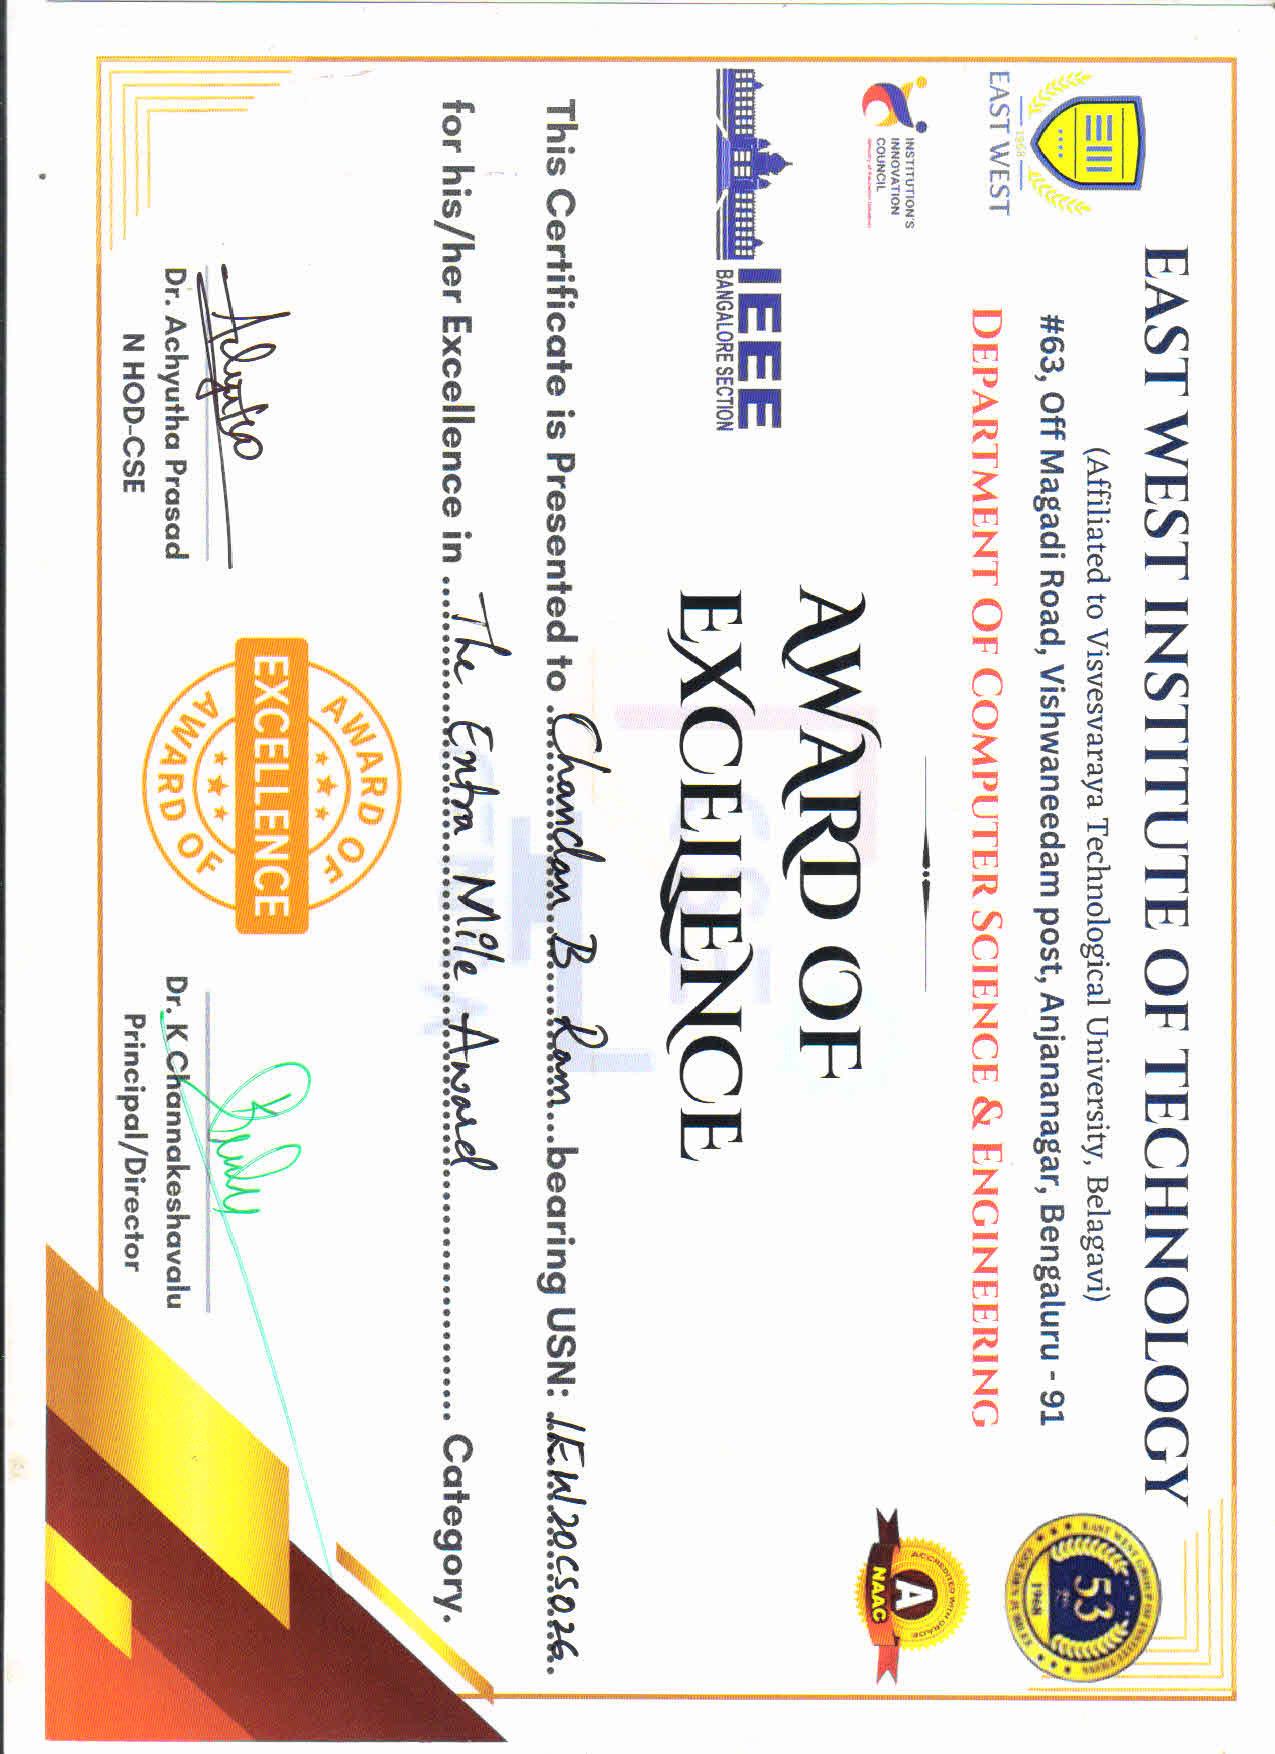 EAST WEST INSTITUTE OF TECHNOLOGY
(Affiliated to Visvesvaraya Technological University, Belagavi)
#63, Off Magadi Road, Vishwaneedam post, Anjananagar, Bengaluru - 91
DEPARTMENT OF COMPUTER SCIENCE & ENGINEERING
1968
EAST WEST
53
1968
GOLDEN JUBILEE
INSTITUTION'S
INNOVATION
COUNCIL
ACCREDITED WITH GRADE
A
NAAC
IEEE
BANGALORE SECTION
AWARD OF
EXCELLENCE
CSE
This Certificate is Presented to Chandan B Ram bearing USN: 1EW20CS026.
for his/her Excellence in The Extra Mile Award Category.
AWARD OF
EXCELLENCE
AWARD OF
Achyutha
Dr. Achyutha Prasad
N HOD-CSE
Dr. K Channakeshavalu
Principal/Director